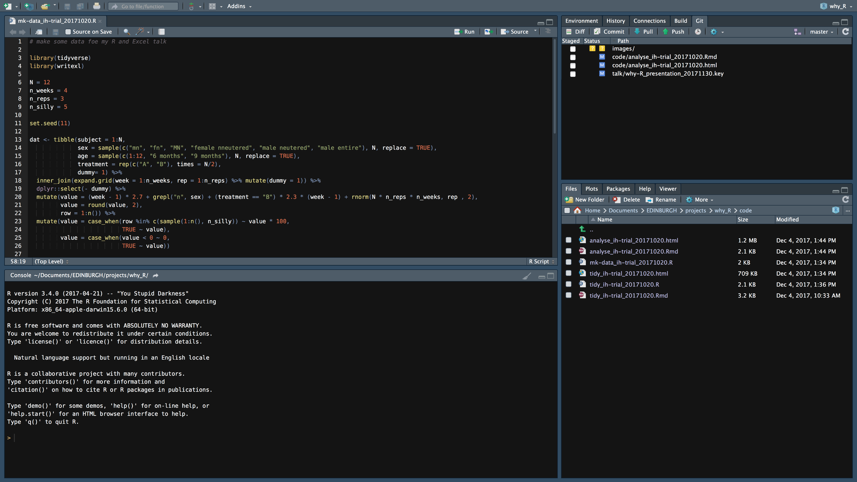 Go to file/function
Addins
why_R
mk-data_ih-trial_20171020.R
Source on Save
Run
Source
1 # make some data foe my R and Excel talk
2
3 library(tidyverse)
4 library(writexl)
5
6 N = 12
7 n_weeks = 4
8 n_reps = 3
9 n_silly = 5
10
11 set.seed(11)
12
13 dat <- tibble(subject = 1:N,
14 sex = sample(c("mn", "fn", "MN", "female nneutered", "male neutered", "male entire"), N, replace = TRUE),
15 age = sample(c(1:12, "6 months", "9 months"), N, replace = TRUE),
16 treatment = rep(c("A", "B"), times = N/2),
17 dummy= 1) %>%
18 inner_join(expand.grid(week = 1:n_weeks, rep = 1:n_reps) %>% mutate(dummy = 1)) %>%
19 dplyr::select(- dummy) %>%
20 mutate(value = (week - 1) * 2.7 + grepl("n", sex) + (treatment == "B") * 2.3 * (week - 1) + rnorm(N * n_reps * n_weeks, rep , 2),
21 value = round(value, 2),
22 row = 1:n()) %>%
23 mutate(value = case_when(row %in% c(sample(1:n(), n_silly)) ~ value * 100,
24 TRUE ~ value),
25 value = case_when(value < 0 ~ 0,
26 TRUE ~ value))
27
58:19 (Top Level)
R Script
Console ~/Documents/EDINBURGH/projects/why_R/
R version 3.4.0 (2017-04-21) -- "You Stupid Darkness"
Copyright (C) 2017 The R Foundation for Statistical Computing
Platform: x86_64-apple-darwin15.6.0 (64-bit)
R is free software and comes with ABSOLUTELY NO WARRANTY.
You are welcome to redistribute it under certain conditions.
Type 'license()' or 'licence()' for distribution details.
Natural language support but running in an English locale
R is a collaborative project with many contributors.
Type 'contributors()' for more information and
'citation()' on how to cite R or R packages in publications.
Type 'demo()' for some demos, 'help()' for on-line help, or
'help.start()' for an HTML browser interface to help.
Type 'q()' to quit R.
>
Environment History Connections Build Git
Diff Commit Pull Push master
Staged Status Path
images/
M code/analyse_ih-trial_20171020.Rmd
M code/analyse_ih-trial_20171020.html
M talk/why-R_presentation_20171130.key
Files Plots Packages Help Viewer
New Folder Delete Rename More
Home > Documents > EDINBURGH > projects > why_R > code
Name Size Modified
..
analyse_ih-trial_20171020.html 1.2 MB Dec 4, 2017, 1:44 PM
analyse_ih-trial_20171020.Rmd 2.1 KB Dec 4, 2017, 1:44 PM
mk-data_ih-trial_20171020.R 2 KB Dec 4, 2017, 1:34 PM
tidy_ih-trial_20171020.html 709 KB Dec 4, 2017, 1:34 PM
tidy_ih-trial_20171020.R 2.1 KB Dec 4, 2017, 1:44 PM
tidy_ih-trial_20171020.Rmd 3.2 KB Dec 4, 2017, 10:33 AM